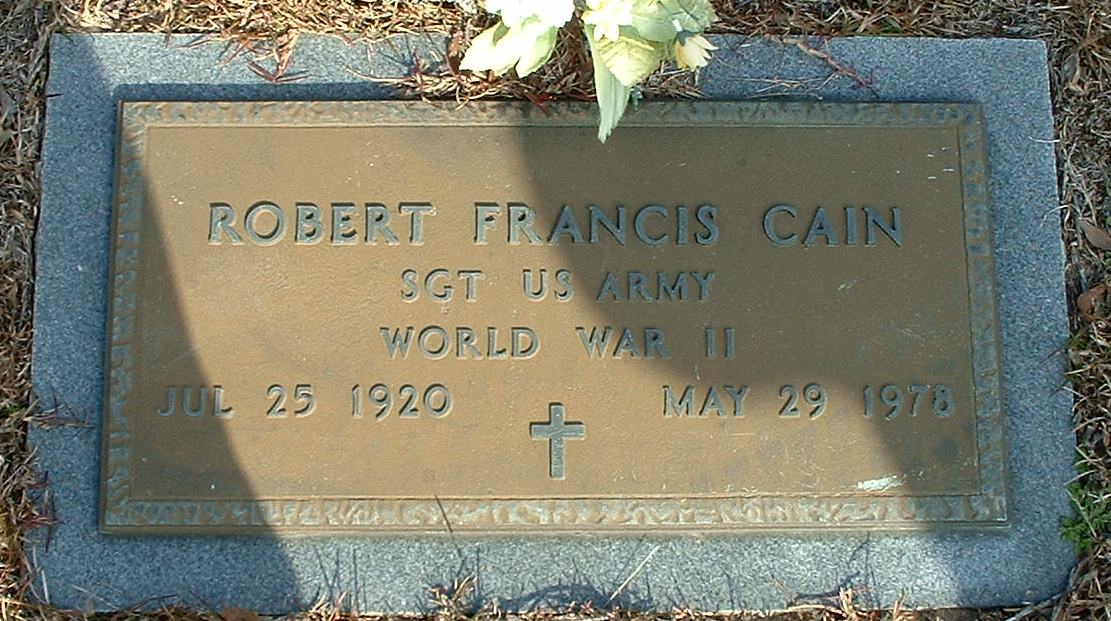 ROBERT FRANCIS CAIN
SGT US ARMY
WORLD WAR II
JUL 25 1920 MAY 29 1978